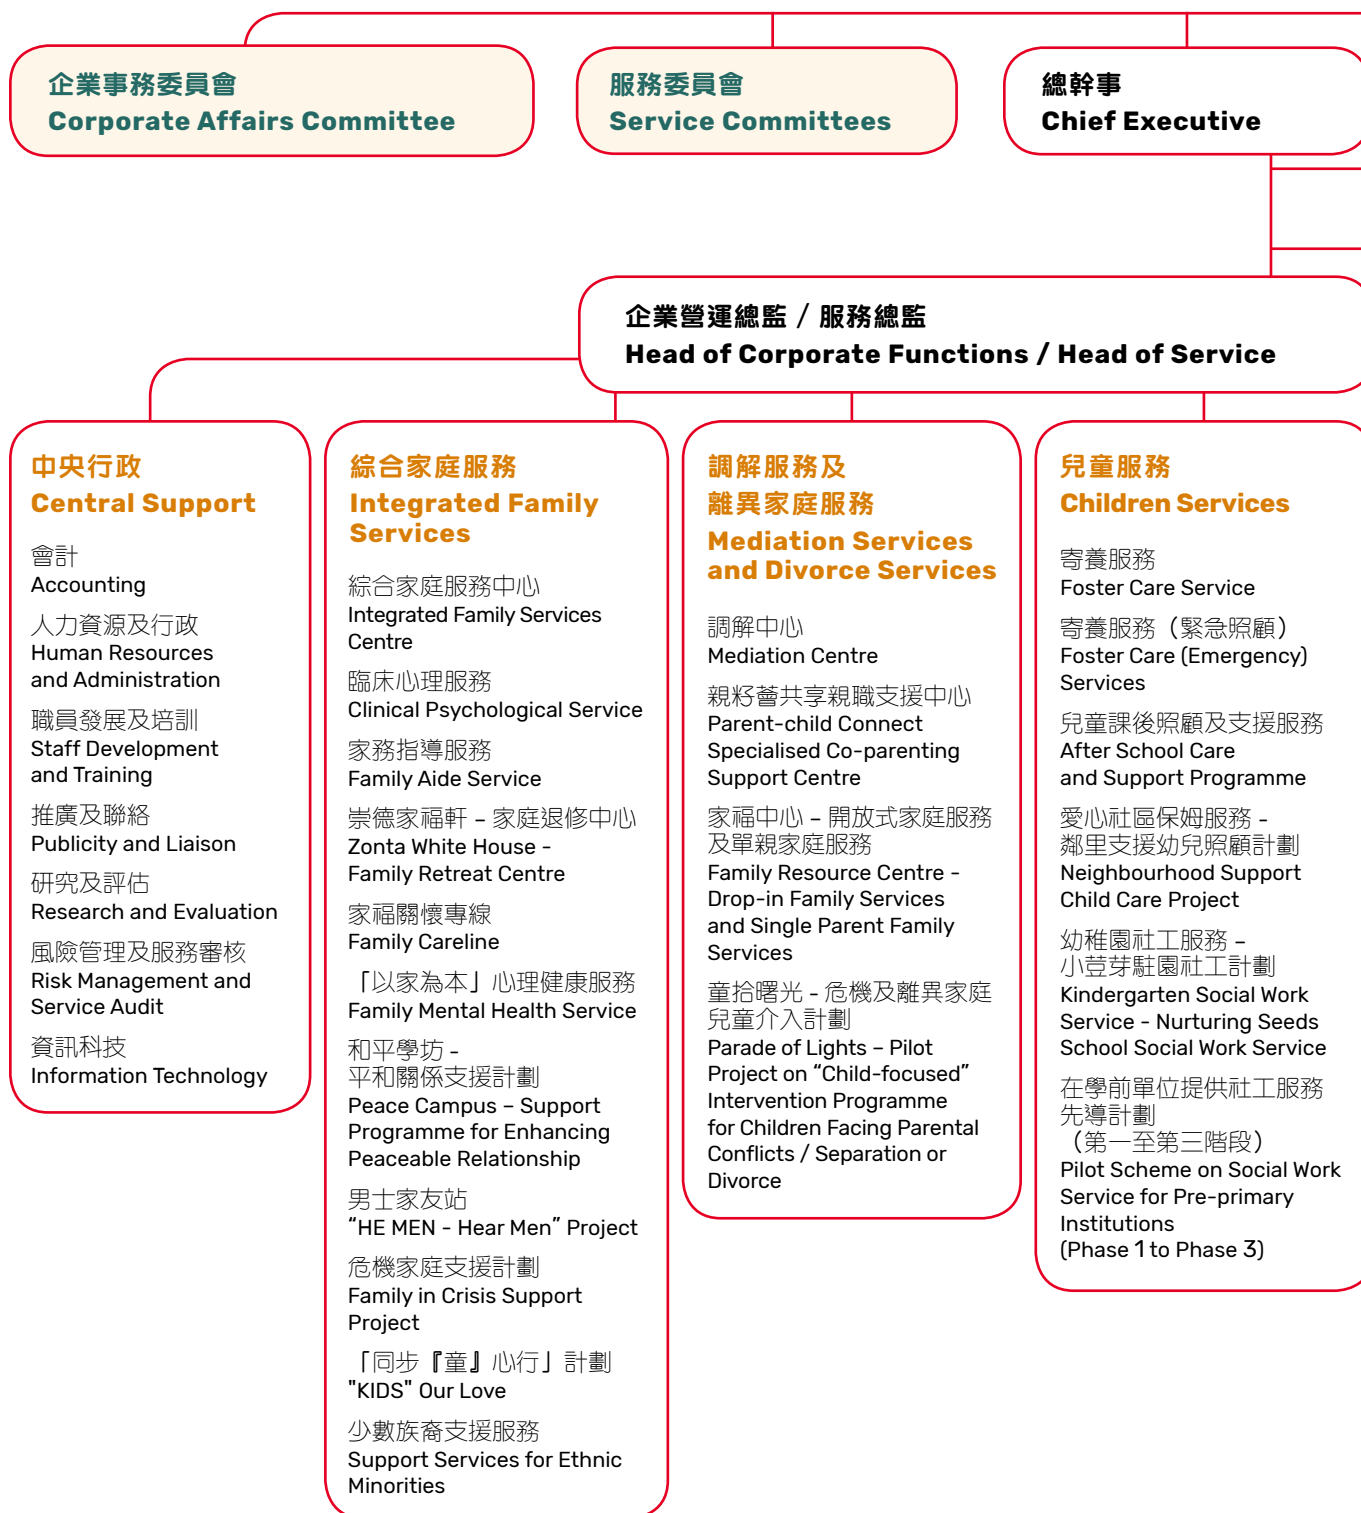 企業事務委員會
Corporate Affairs Committee
服務委員會
Service Committees
總幹事
Chief Executive
企業營運總監 / 服務總監
Head of Corporate Functions / Head of Service
中央行政
Central Support
會計
Accounting
人力資源及行政
Human Resources
and Administration
職員發展及培訓
Staff Development
and Training
推廣及聯絡
Publicity and Liaison
研究及評估
Research and Evaluation
風險管理及服務審核
Risk Management and
Service Audit
資訊科技
Information Technology
綜合家庭服務
Integrated Family
Services
綜合家庭服務中心
Integrated Family Services
Centre
臨床心理服務
Clinical Psychological Service
家務指導服務
Family Aide Service
崇德家福軒 – 家庭退修中心
Zonta White House -
Family Retreat Centre
家福關懷專線
Family Careline
「以家為本」心理健康服務
Family Mental Health Service
和平學坊 -
平和關係支援計劃
Peace Campus – Support
Programme for Enhancing
Peaceable Relationship
男士家友站
“HE MEN - Hear Men” Project
危機家庭支援計劃
Family in Crisis Support
Project
「同步『童』心行」計劃
"KIDS" Our Love
少數族裔支援服務
Support Services for Ethnic
Minorities
調解服務及
離異家庭服務
Mediation Services
and Divorce Services
調解中心
Mediation Centre
親籽薈共享親職支援中心
Parent-child Connect
Specialised Co-parenting
Support Centre
家福中心 – 開放式家庭服務
及單親家庭服務
Family Resource Centre -
Drop-in Family Services
and Single Parent Family
Services
童拾曙光 - 危機及離異家庭
兒童介入計劃
Parade of Lights – Pilot
Project on “Child-focused”
Intervention Programme
for Children Facing Parental
Conflicts / Separation or
Divorce
兒童服務
Children Services
寄養服務
Foster Care Service
寄養服務（緊急照顧）
Foster Care (Emergency)
Services
兒童課後照顧及支援服務
After School Care
and Support Programme
愛心社區保姆服務 -
鄰里支援幼兒照顧計劃
Neighbourhood Support
Child Care Project
幼稚園社工服務 –
小荳芽駐園社工計劃
Kindergarten Social Work
Service - Nurturing Seeds
School Social Work Service
在學前單位提供社工服務
先導計劃
（第一至第三階段）
Pilot Scheme on Social Work
Service for Pre-primary
Institutions
(Phase 1 to Phase 3)